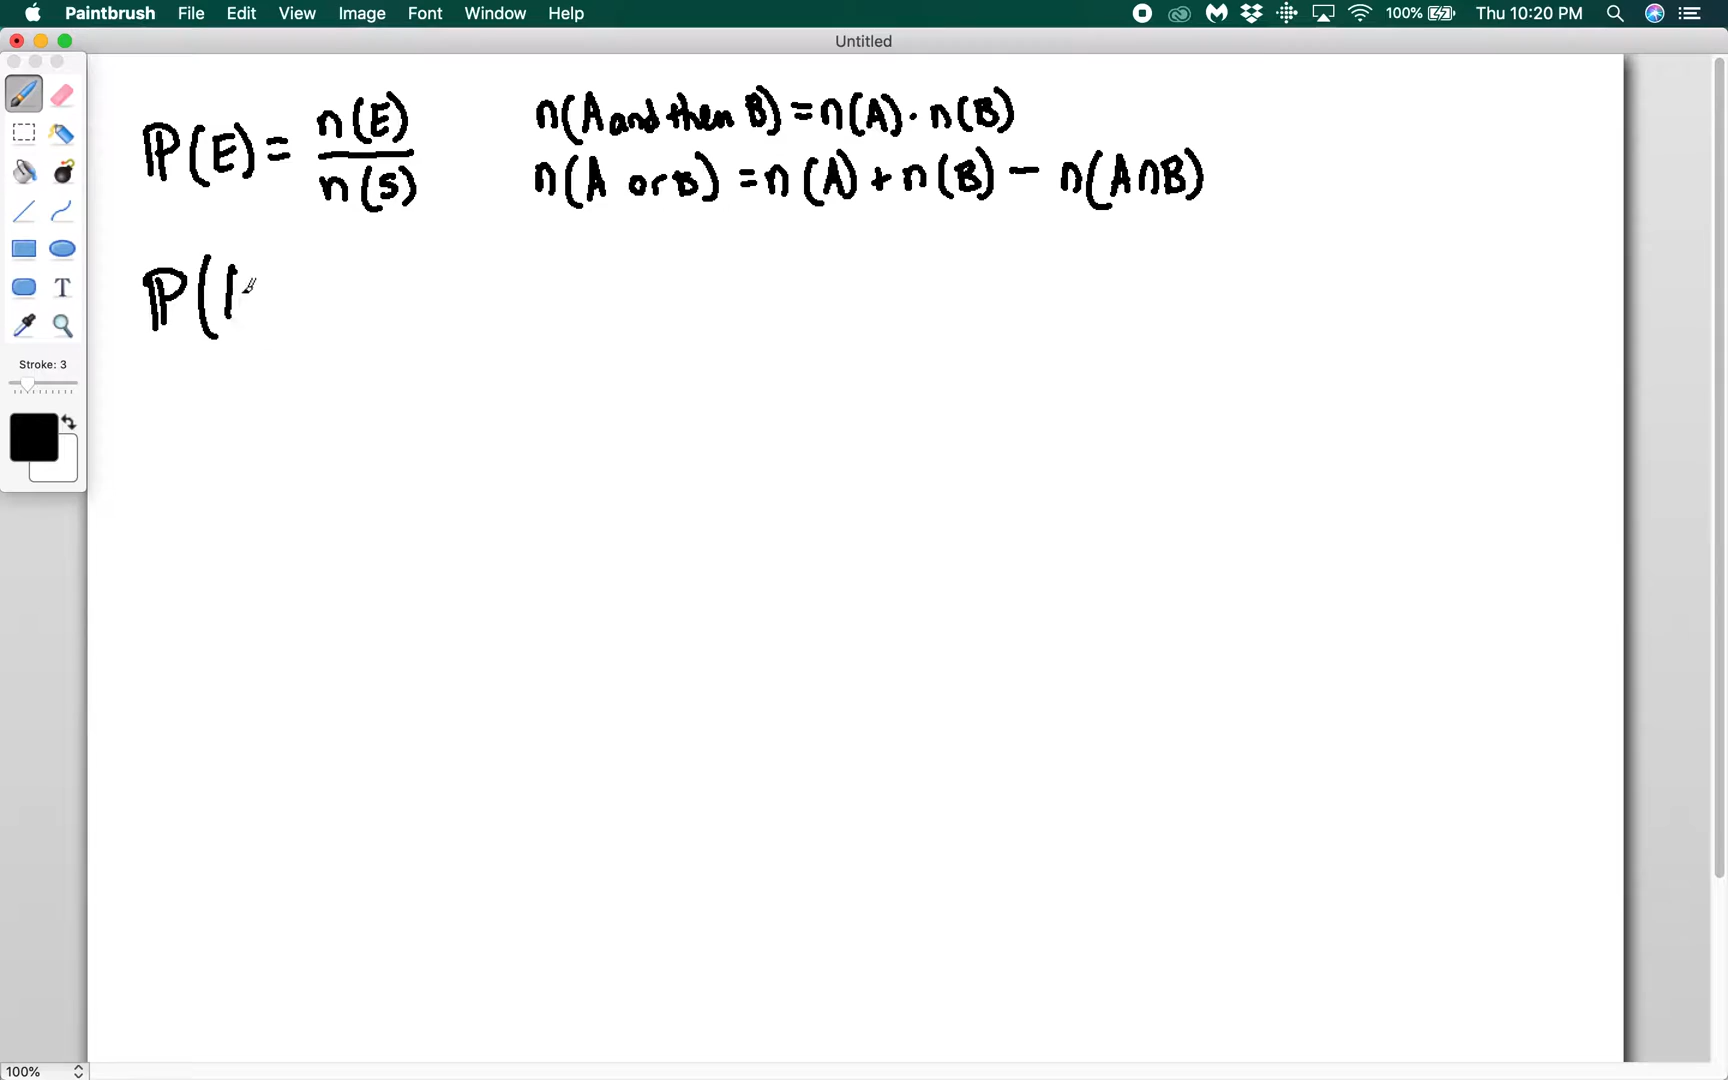 Paintbrush File Edit View Image Font Window Help 100% Thu 10:20 PM
Untitled
ℙ(E) = n(E) / n(S)
n(A and then B) = n(A) · n(B)
n(A or B) = n(A) + n(B) − n(A∩B)
ℙ(
T
Stroke: 3
100%